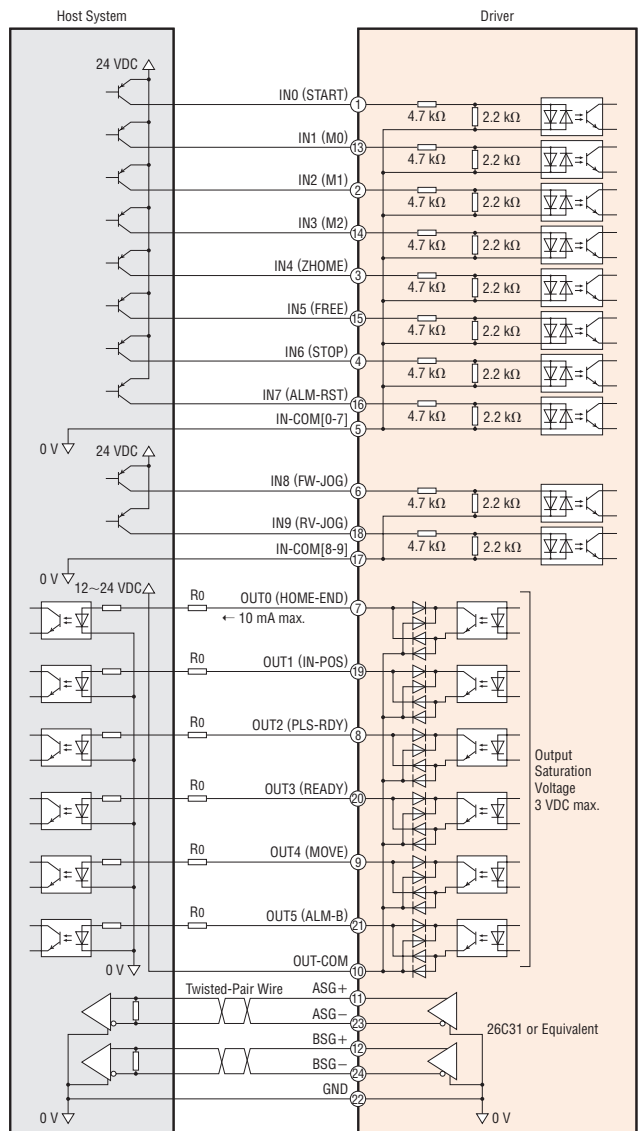 Host System Driver
24 VDC
IN0 (START) 1 4.7 kΩ 2.2 kΩ
IN1 (M0) 13 4.7 kΩ 2.2 kΩ
IN2 (M1) 2 4.7 kΩ 2.2 kΩ
IN3 (M2) 14 4.7 kΩ 2.2 kΩ
IN4 (ZHOME) 3 4.7 kΩ 2.2 kΩ
IN5 (FREE) 15 4.7 kΩ 2.2 kΩ
IN6 (STOP) 4 4.7 kΩ 2.2 kΩ
IN7 (ALM-RST) 16 4.7 kΩ 2.2 kΩ
IN-COM[0-7] 5
0 V
24 VDC
IN8 (FW-JOG) 6 4.7 kΩ 2.2 kΩ
IN9 (RV-JOG) 18 4.7 kΩ 2.2 kΩ
IN-COM[8-9] 17
0 V
12~24 VDC
R0 OUT0 (HOME-END) 7
← 10 mA max.
R0 OUT1 (IN-POS) 19
R0 OUT2 (PLS-RDY) 8
Output
Saturation
Voltage
3 VDC max.
R0 OUT3 (READY) 20
R0 OUT4 (MOVE) 9
R0 OUT5 (ALM-B) 21
0 V OUT-COM 10
Twisted-Pair Wire ASG+ 11
ASG− 23
26C31 or Equivalent
BSG+ 12
BSG− 24
GND 22
0 V 0 V